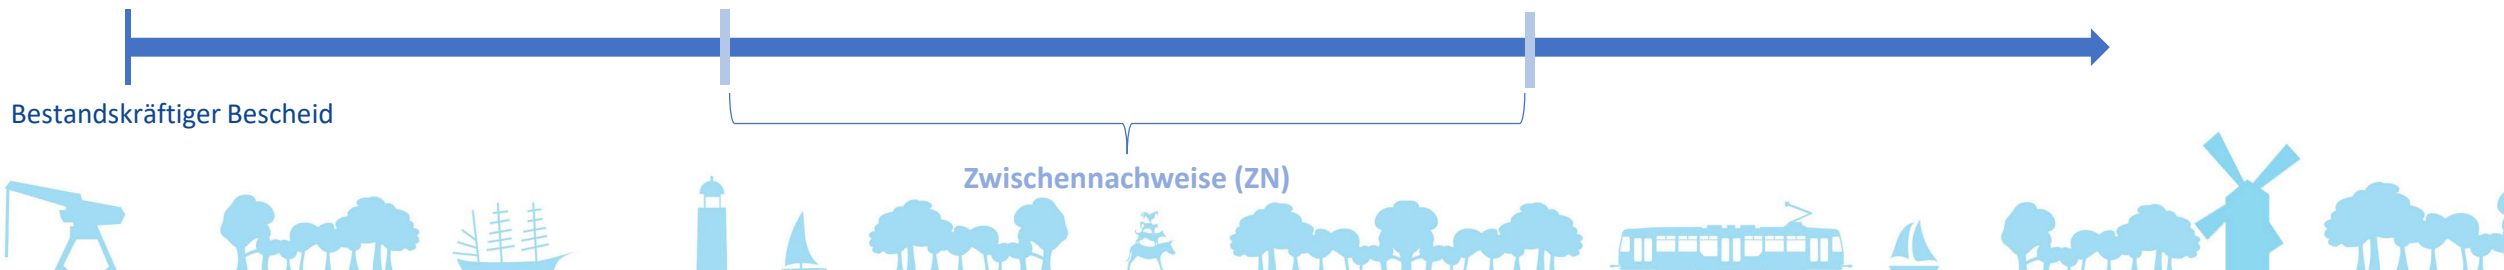 Bestandskräftiger Bescheid
Zwischennachweise (ZN)